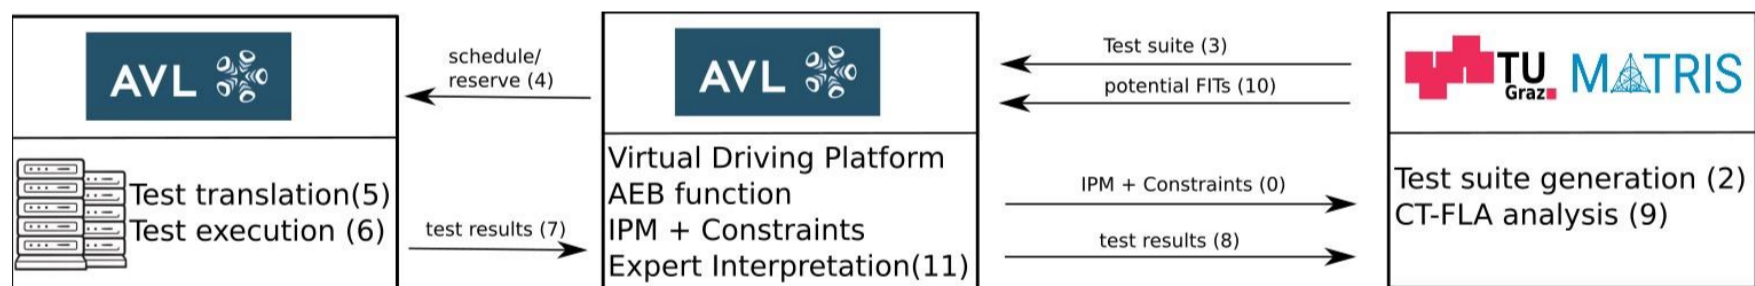 AVL
Test translation(5)
Test execution (6)
schedule/
reserve (4)
test results (7)
AVL
Virtual Driving Platform
AEB function
IPM + Constraints
Expert Interpretation(11)
Test suite (3)
potential FITs (10)
IPM + Constraints (0)
test results (8)
TU
Graz
MATRIS
Test suite generation (2)
CT-FLA analysis (9)